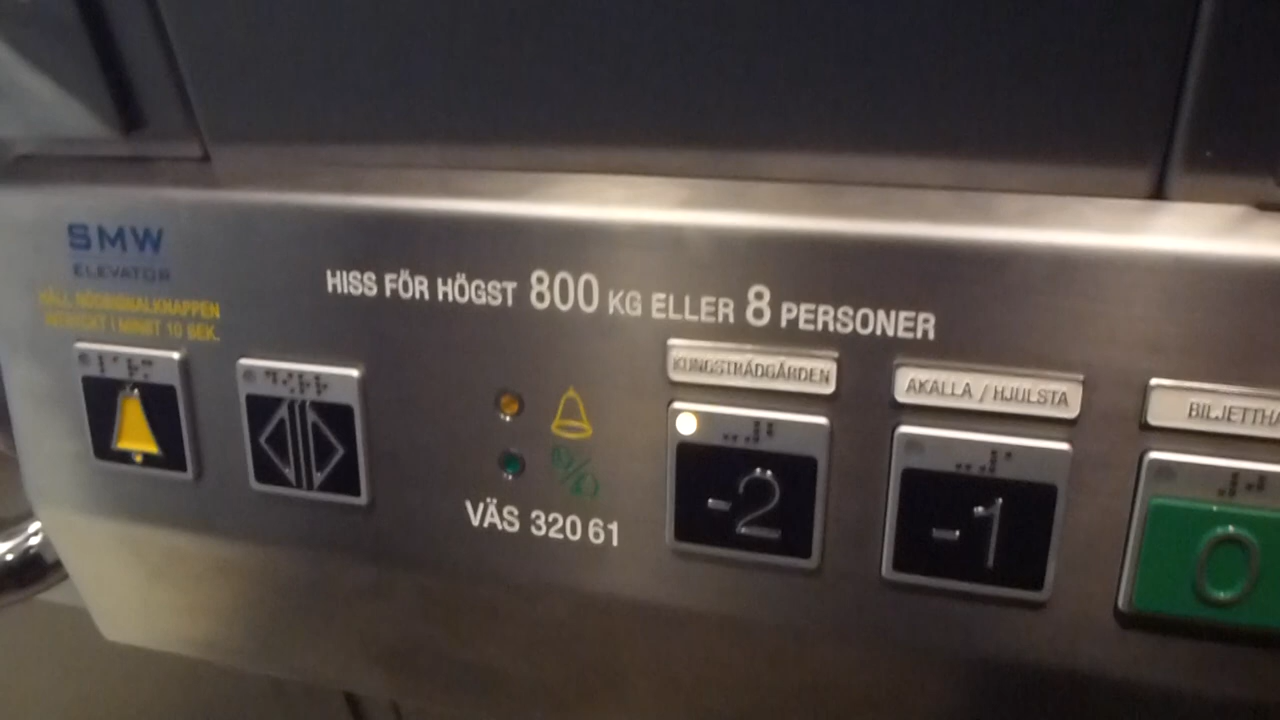 SMW
ELEVATOR
HÅLL NÖDSIGNALKNAPPEN
INTRYCKT I MINST 10 SEK.
HISS FÖR HÖGST 800 KG ELLER 8 PERSONER
KUNGSTRÄDGÅRDEN
AKALLA / HJULSTA
BILJETTHA
-2
-1
0
VÄS 320 61